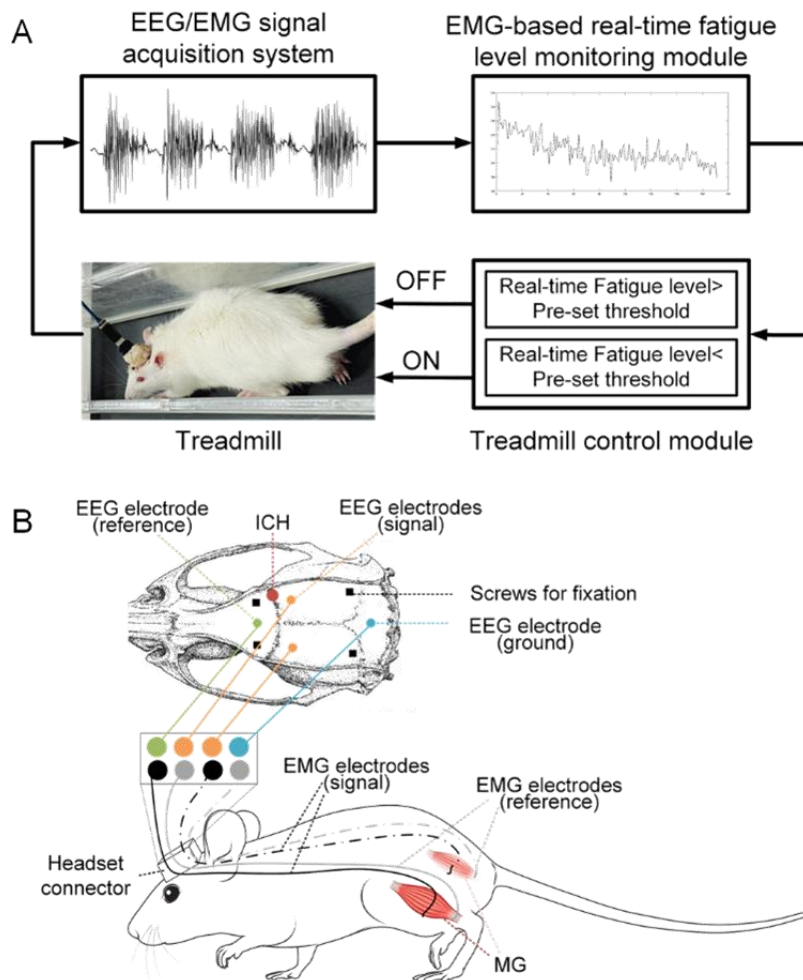 A
EEG/EMG signal
acquisition system
EMG-based real-time fatigue
level monitoring module
OFF
ON
Real-time Fatigue level>
Pre-set threshold
Real-time Fatigue level<
Pre-set threshold
Treadmill
Treadmill control module
B
EEG electrode
(reference)
ICH
EEG electrodes
(signal)
Screws for fixation
EEG electrode
(ground)
EMG electrodes
(signal)
EMG electrodes
(reference)
Headset
connector
MG